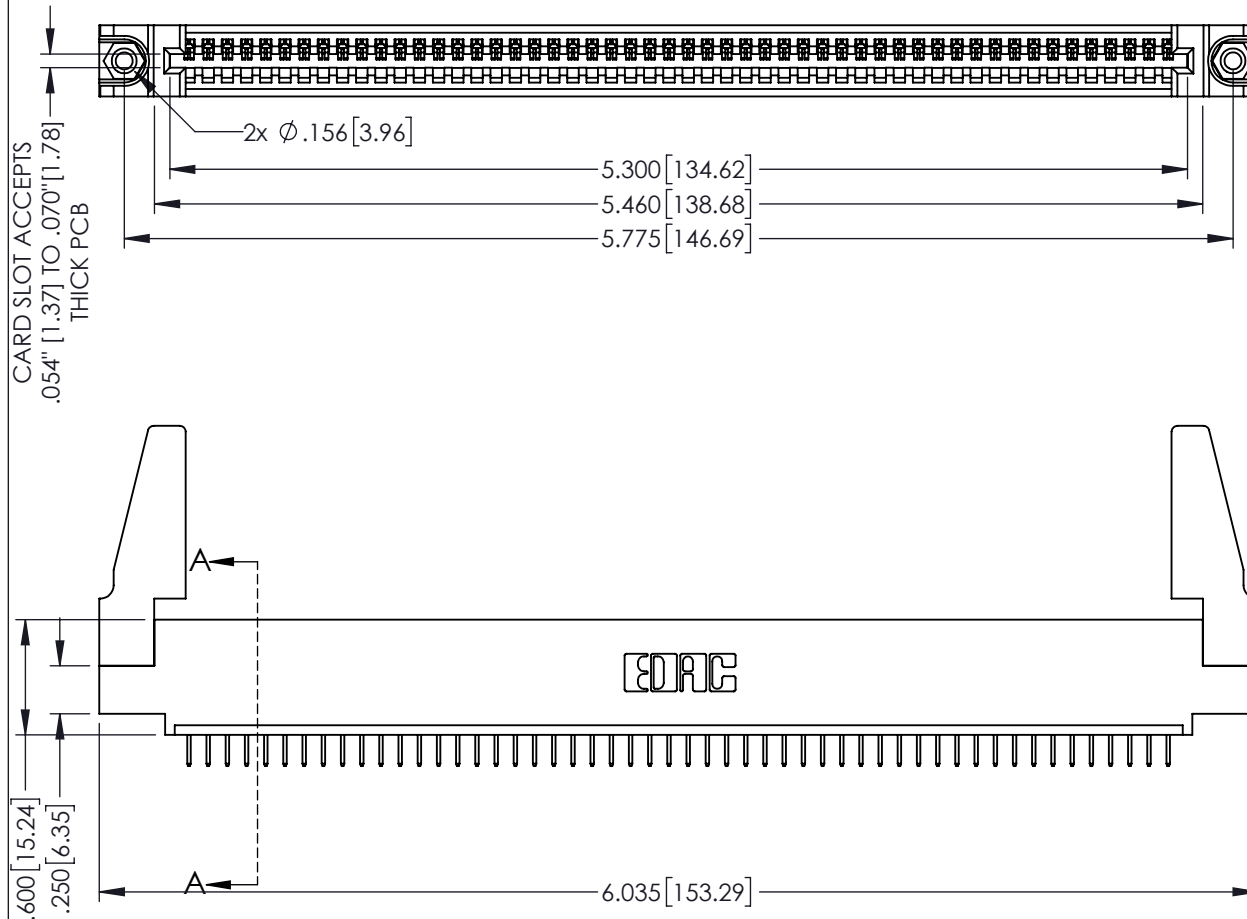 2x Ø .156[3.96]
5.300[134.62]
5.460[138.68]
5.775[146.69]
CARD SLOT ACCEPTS
.054" [1.37] TO .070"[1.78]
THICK PCB
A
EDAC
.600[15.24]
.250[6.35]
A
6.035[153.29]